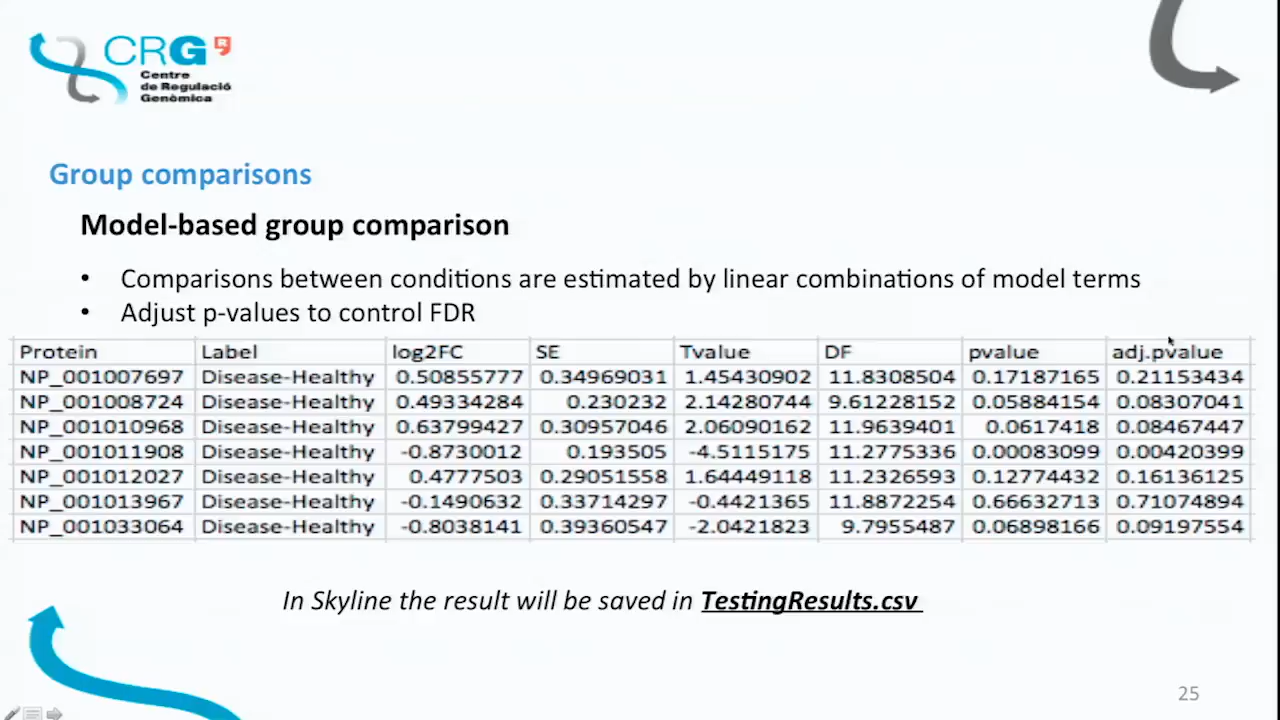 CRG R
Centre
de Regulació
Genòmica
Group comparisons
Model-based group comparison
• Comparisons between conditions are estimated by linear combinations of model terms
• Adjust p-values to control FDR
Protein Label log2FC SE Tvalue DF pvalue adj.pvalue
NP_001007697 Disease-Healthy 0.50855777 0.34969031 1.45430902 11.8308504 0.17187165 0.21153434
NP_001008724 Disease-Healthy 0.49334284 0.230232 2.14280744 9.61228152 0.05884154 0.08307041
NP_001010968 Disease-Healthy 0.63799427 0.30957046 2.06090162 11.9639401 0.0617418 0.08467447
NP_001011908 Disease-Healthy -0.8730012 0.193505 -4.5115175 11.2775336 0.00083099 0.00420399
NP_001012027 Disease-Healthy 0.4777503 0.29051558 1.64449118 11.2326593 0.12774432 0.16136125
NP_001013967 Disease-Healthy -0.1490632 0.33714297 -0.4421365 11.8872254 0.66632713 0.71074894
NP_001033064 Disease-Healthy -0.8038141 0.39360547 -2.0421823 9.7955487 0.06898166 0.09197554
In Skyline the result will be saved in TestingResults.csv
25